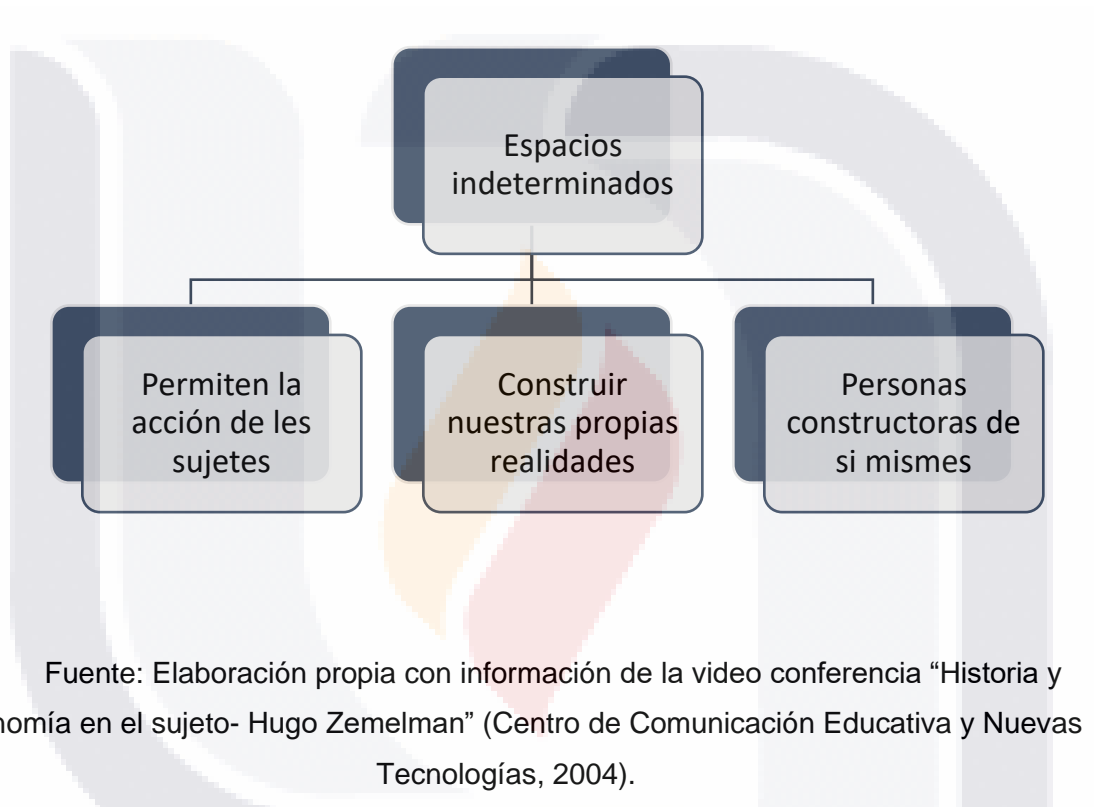 Espacios
indeterminados
Permiten la
acción de les
sujetes
Construir
nuestras propias
realidades
Personas
constructoras de
si mismes
Fuente: Elaboración propia con información de la video conferencia “Historia y
nomía en el sujeto- Hugo Zemelman” (Centro de Comunicación Educativa y Nuevas
Tecnologías, 2004).